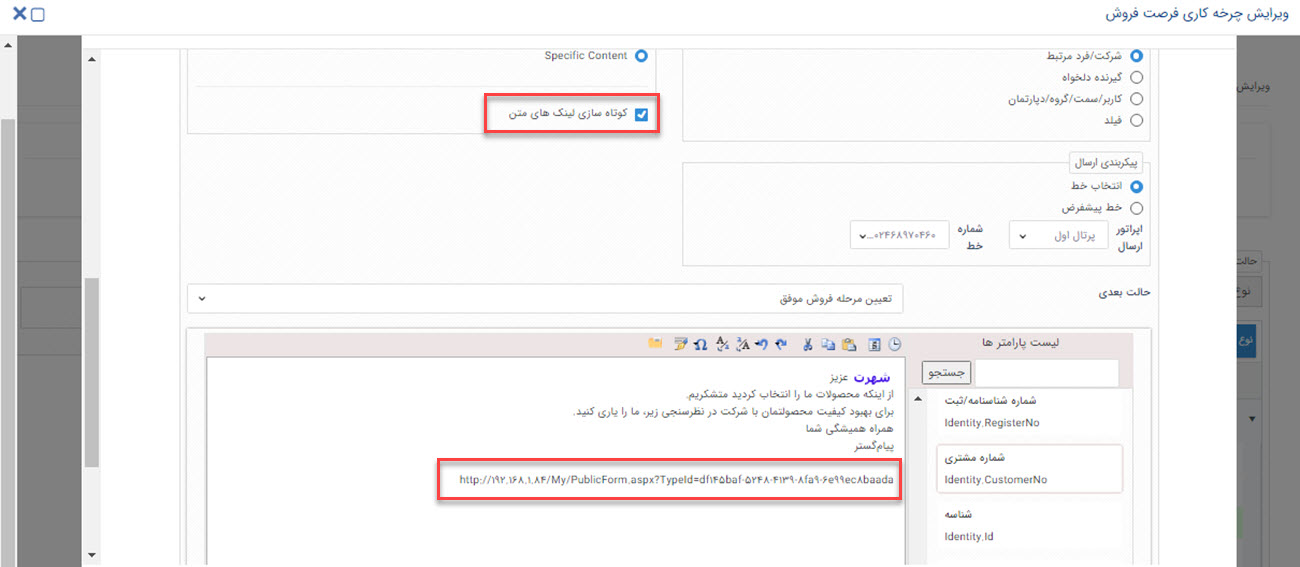 ویرایش چرخه کاری فرصت فروش
ویرایش
شرکت/فرد مرتبط
گیرنده دلخواه
کاربر/سمت/گروه/دپارتمان
فیلد
Specific Content
کوتاه سازی لینک های متن
پیکربندی ارسال
انتخاب خط
خط پیشفرض
اپراتور ارسال
پرتال اول
شماره خط
...۰۲۴۶۸۹۷۰۴۶۰
حالت
نوع
نوع
حالت بعدی
تعیین مرحله فروش موفق
لیست پارامتر ها
جستجو
شماره شناسنامه/ثبت
Identity.RegisterNo
شماره مشتری
Identity.CustomerNo
شناسه
Identity.Id
شهرت عزیز
از اینکه محصولات ما را انتخاب کردید متشکریم.
برای بهبود کیفیت محصولتمان با شرکت در نظرسنجی زیر، ما را یاری کنید.
همراه همیشگی شما
پیام‌گستر
http://۱۹۲.۱۶۸.۱.۸۴/My/PublicForm.aspx?TypeId=df۱۴۵baf-۵۲۴۸-۴۱۳۹-۸fa۹-۶e۹۹ec۸baada